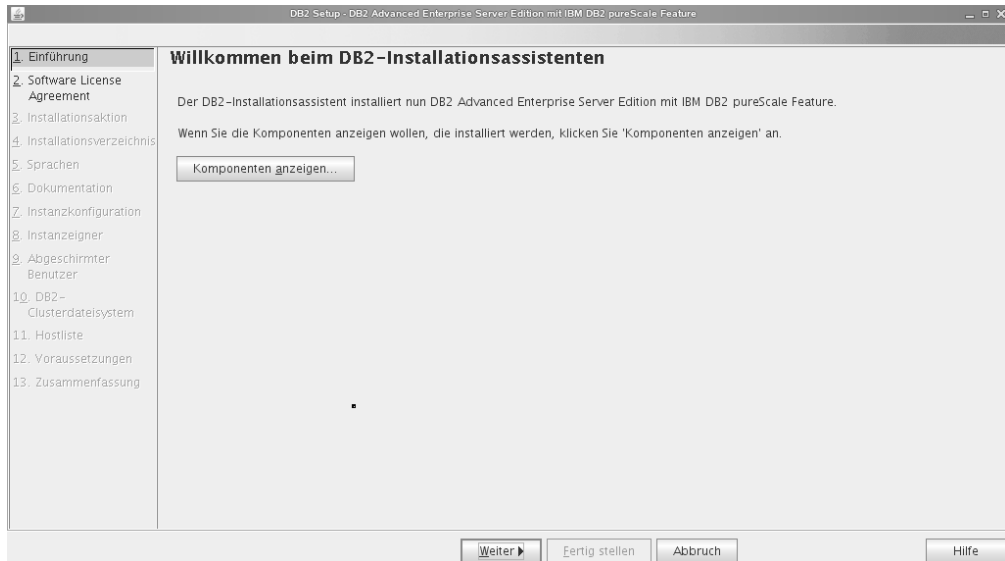 DB2 Setup - DB2 Advanced Enterprise Server Edition mit IBM DB2 pureScale Feature
1. Einführung
2. Software License
Agreement
3. Installationsaktion
4. Installationsverzeichnis
5. Sprachen
6. Dokumentation
7. Instanzkonfiguration
8. Instanzeigner
9. Abgeschirmter
Benutzer
10. DB2-
Clusterdateisystem
11. Hostliste
12. Voraussetzungen
13. Zusammenfassung
Willkommen beim DB2-Installationsassistenten
Der DB2-Installationsassistent installiert nun DB2 Advanced Enterprise Server Edition mit IBM DB2 pureScale Feature.
Wenn Sie die Komponenten anzeigen wollen, die installiert werden, klicken Sie 'Komponenten anzeigen' an.
Komponenten anzeigen...
Weiter
Fertig stellen
Abbruch
Hilfe